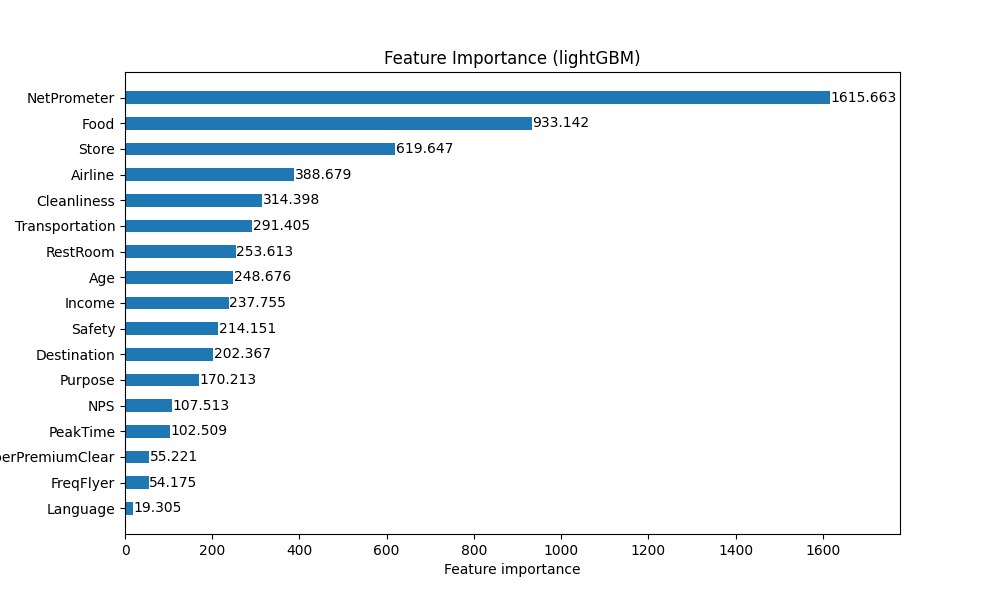 Feature Importance (lightGBM)
NetPrometer 1615.663
Food 933.142
Store 619.647
Airline 388.679
Cleanliness 314.398
Transportation 291.405
RestRoom 253.613
Age 248.676
Income 237.755
Safety 214.151
Destination 202.367
Purpose 170.213
NPS 107.513
PeakTime 102.509
erPremiumClear 55.221
FreqFlyer 54.175
Language 19.305
0 200 400 600 800 1000 1200 1400 1600
Feature importance